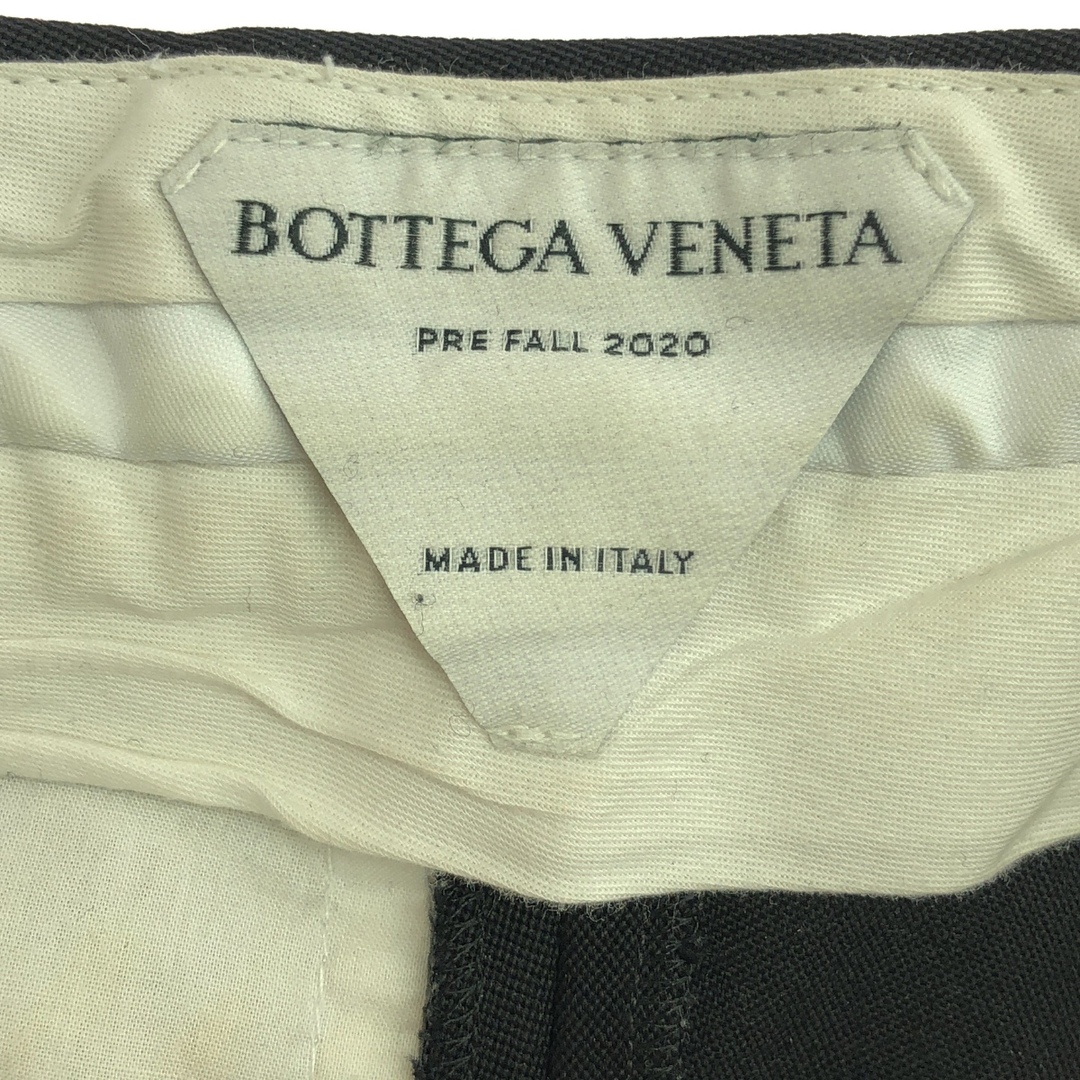 BOTTEGA VENETA
PRE FALL 2020
MADE IN ITALY